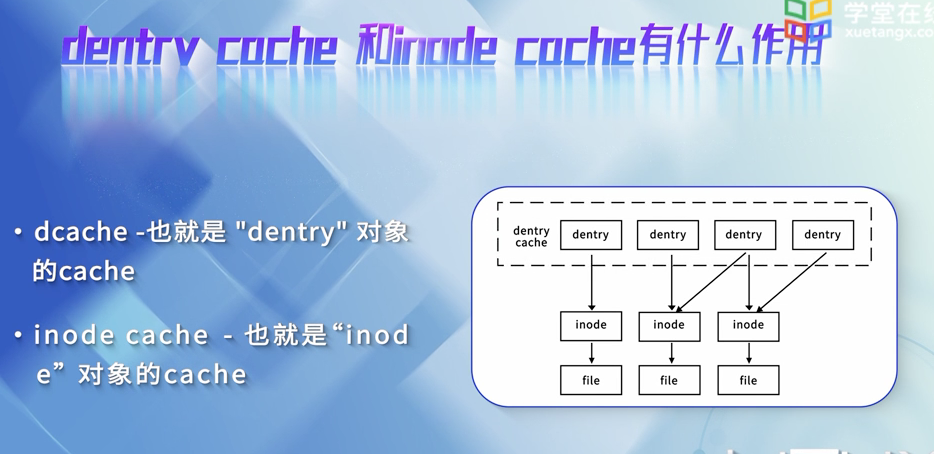 学堂在线
xuetangx.co
dentry cache 和inode cache有什么作用
• dcache -也就是 "dentry" 对象
的cache
• inode cache - 也就是“inod
e”对象的cache
dentry
cache
dentry
dentry
dentry
dentry
inode
inode
inode
file
file
file